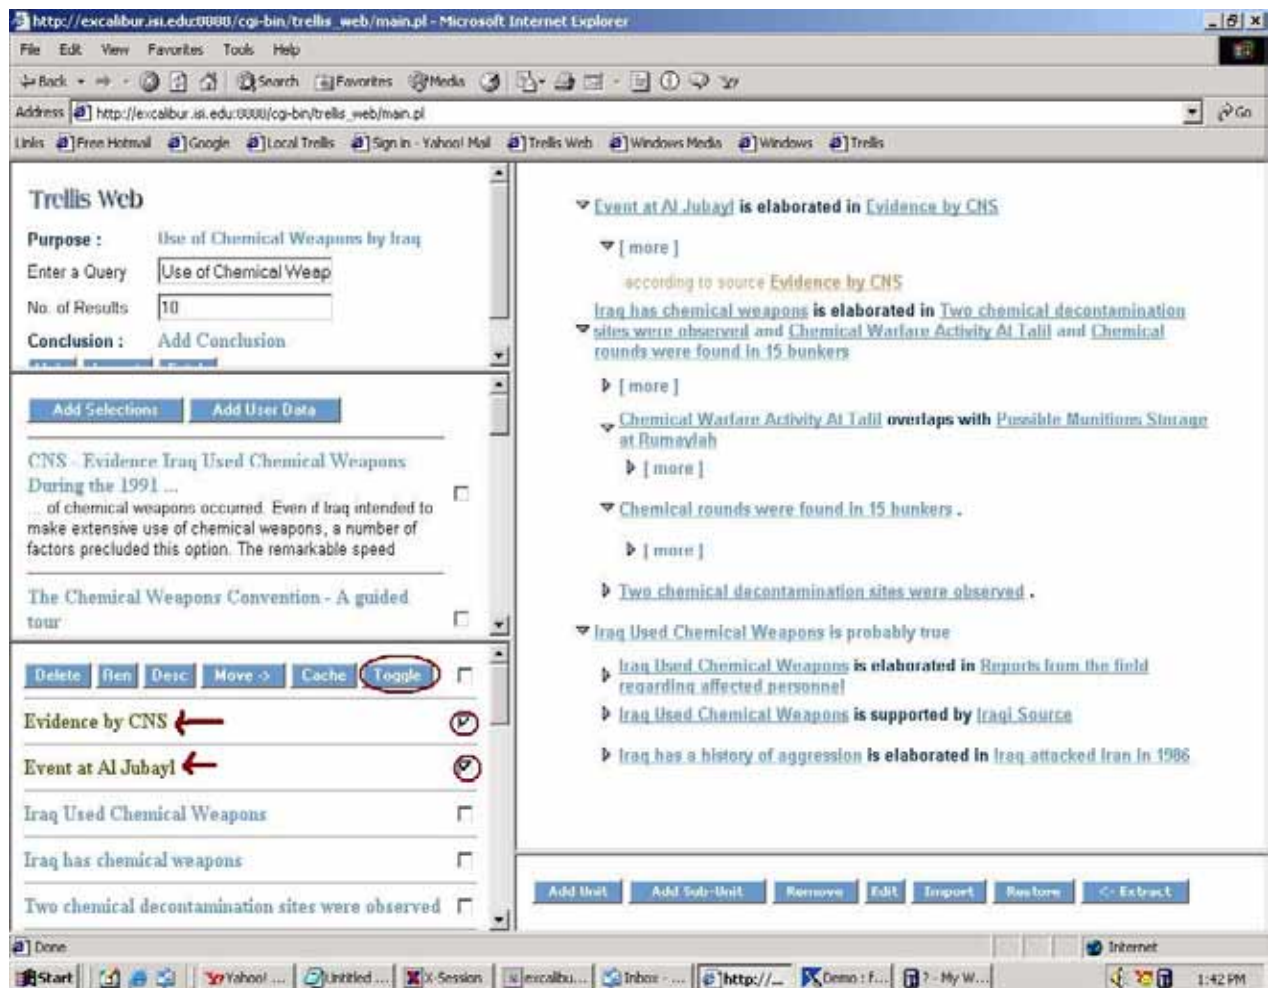 http://excalibur.isi.edu:8080/cgi-bin/trellis_web/main.pl - Microsoft Internet Explorer
File Edit View Favorites Tools Help
Back Search Favorites Media
Address http://excalibur.isi.edu:8080/cgi-bin/trellis_web/main.pl Go
Links Free Hotmail Google Local Trellis Sign in - Yahoo! Mail Trellis Web Windows Media Windows Trellis
Trellis Web
Purpose : Use of Chemical Weapons by Iraq
Enter a Query Use of Chemical Weap
No. of Results 10
Conclusion : Add Conclusion
Add Selections Add User Data
CNS - Evidence Iraq Used Chemical Weapons
During the 1991 ...
... of chemical weapons occurred. Even if Iraq intended to
make extensive use of chemical weapons, a number of
factors precluded this option. The remarkable speed
The Chemical Weapons Convention - A guided
tour
Delete Ren Desc Move -> Cache Toggle
Evidence by CNS
Event at Al Jubayl
Iraq Used Chemical Weapons
Iraq has chemical weapons
Two chemical decontamination sites were observed
Event at Al Jubayl is elaborated in Evidence by CNS
[ more ]
according to source Evidence by CNS
Iraq has chemical weapons is elaborated in Two chemical decontamination
sites were observed and Chemical Warfare Activity At Talil and Chemical
rounds were found in 15 bunkers
[ more ]
Chemical Warfare Activity At Talil overlaps with Possible Munitions Storage
at Rumaylah
[ more ]
Chemical rounds were found in 15 bunkers .
[ more ]
Two chemical decontamination sites were observed .
Iraq Used Chemical Weapons is probably true
Iraq Used Chemical Weapons is elaborated in Reports from the field
regarding affected personnel
Iraq Used Chemical Weapons is supported by Iraqi Source
Iraq has a history of aggression is elaborated in Iraq attacked Iran in 1986
Add Unit Add Sub-Unit Remove Edit Import Restore <- Extract
Done Internet
Start Yahoo! ... Untitled ... X-Session excalibu... Inbox - ... http://... Demo : f... ? - My W... 1:42 PM